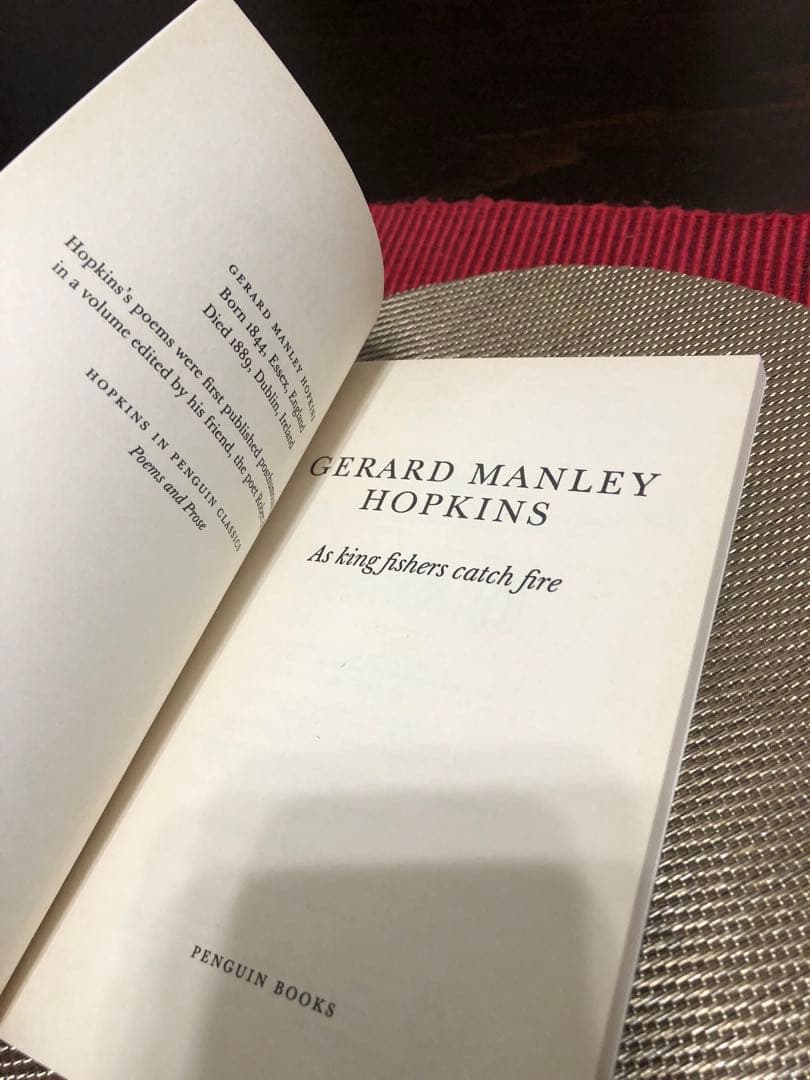 GERARD MANLEY HOPKINS
Born 1844, Essex, England
Died 1889, Dublin, Ireland
Hopkins's poems were first published
in a volume edited by his friend, the poet
HOPKINS IN PENGUIN CLASSICS
Poems and Prose
GERARD MANLEY
HOPKINS
As king fishers catch fire
PENGUIN BOOKS